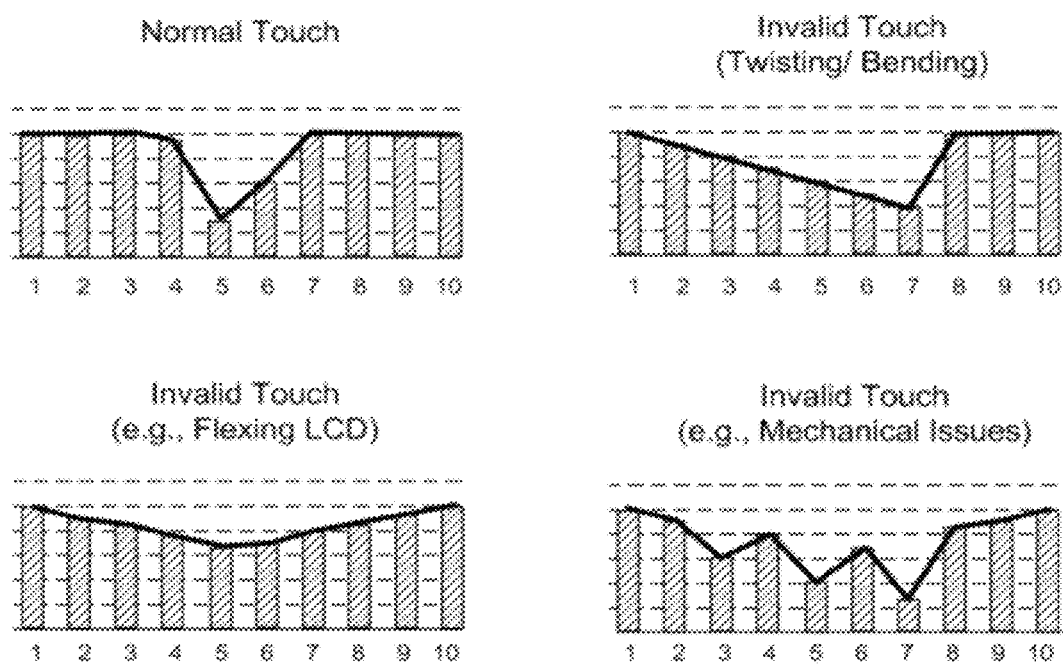 Normal Touch
Invalid Touch
(Twisting/ Bending)
1 2 3 4 5 6 7 8 9 10
1 2 3 4 5 6 7 8 9 10
Invalid Touch
(e.g., Flexing LCD)
Invalid Touch
(e.g., Mechanical Issues)
1 2 3 4 5 6 7 8 9 10
1 2 3 4 5 6 7 8 9 10